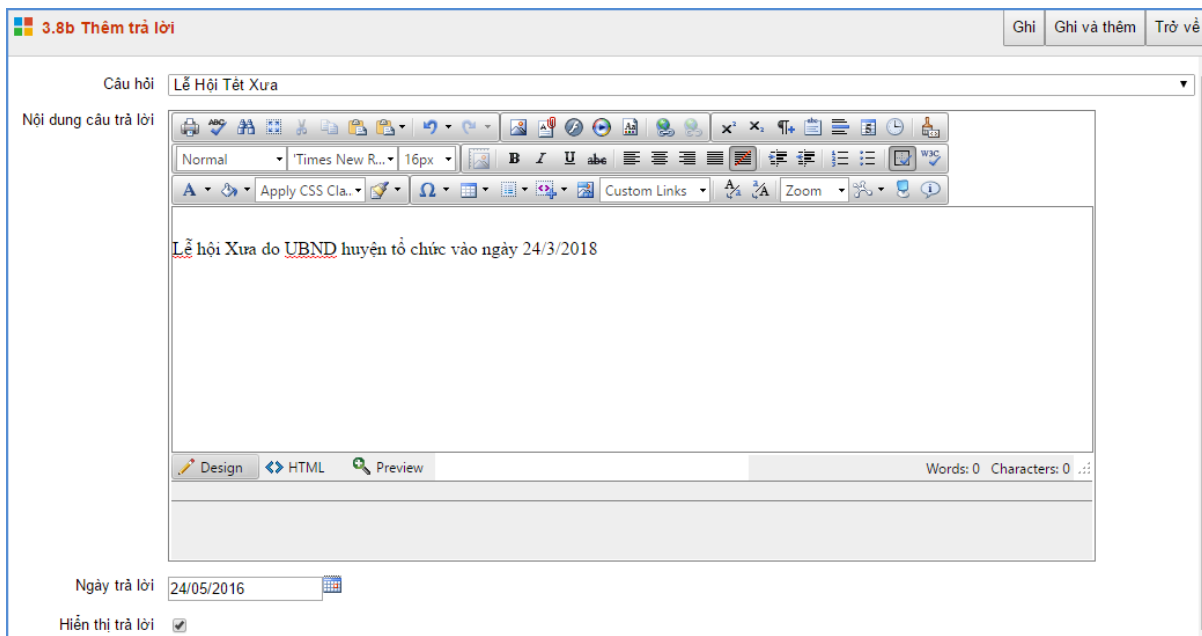 3.8b Thêm trả lời
Ghi Ghi và thêm Trở về
Câu hỏi Lễ Hội Tết Xưa
Nội dung câu trả lời
Normal 'Times New R... 16px B I U abc W3C
A Apply CSS Cla... Ω Custom Links Zoom
Lễ hội Xưa do UBND huyện tổ chức vào ngày 24/3/2018
Design HTML Preview Words: 0 Characters: 0
Ngày trả lời 24/05/2016
Hiển thị trả lời